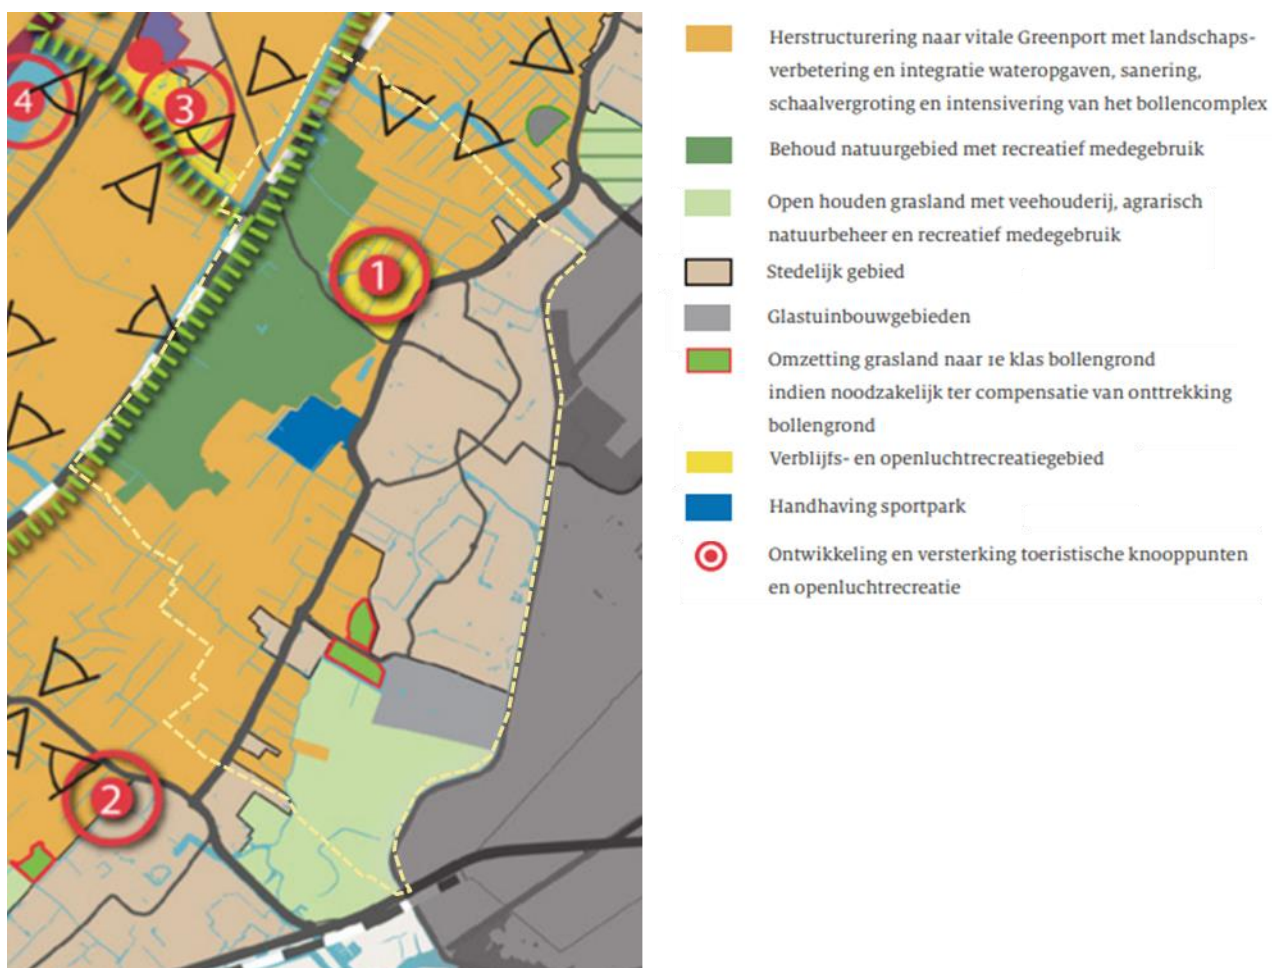 4
3
1
2
Herstructurering naar vitale Greenport met landschaps-
verbetering en integratie wateropgaven, sanering,
schaalvergroting en intensivering van het bollencomplex
Behoud natuurgebied met recreatief medegebruik
Open houden grasland met veehouderij, agrarisch
natuurbeheer en recreatief medegebruik
Stedelijk gebied
Glastuinbouwgebieden
Omzetting grasland naar 1e klas bollengrond
indien noodzakelijk ter compensatie van onttrekking
bollengrond
Verblijfs- en openluchtrecreatiegebied
Handhaving sportpark
Ontwikkeling en versterking toeristische knooppunten
en openluchtrecreatie